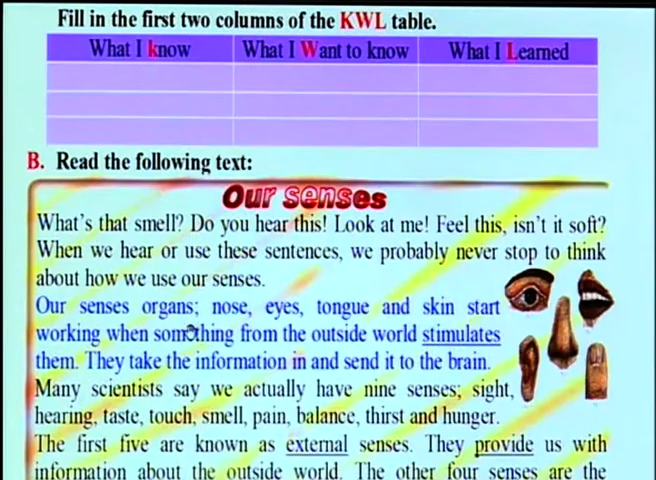 Fill in the first two columns of the KWL table.
What I know What I Want to know What I Learned
B. Read the following text:
Our senses
What's that smell? Do you hear this! Look at me! Feel this, isn't it soft?
When we hear or use these sentences, we probably never stop to think
about how we use our senses.
Our senses organs; nose, eyes, tongue and skin start
working when something from the outside world stimulates
them. They take the information in and send it to the brain.
Many scientists say we actually have nine senses; sight,
hearing, taste, touch, smell, pain, balance, thirst and hunger.
The first five are known as external senses. They provide us with
information about the outside world. The other four senses are the